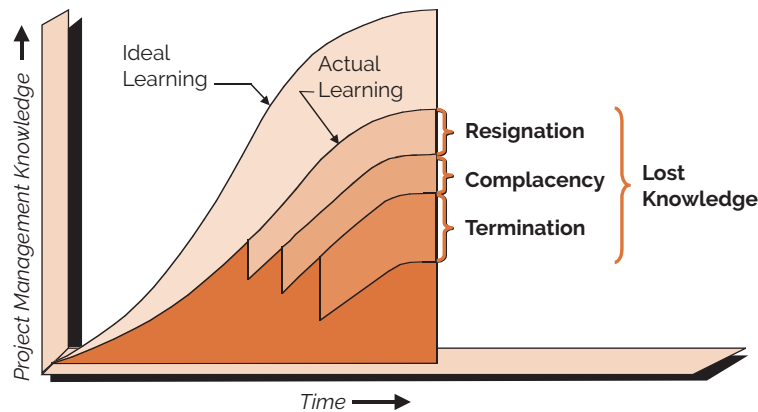 Project Management Knowledge
Ideal
Learning
Actual
Learning
Resignation
Complacency
Termination
Lost
Knowledge
Time